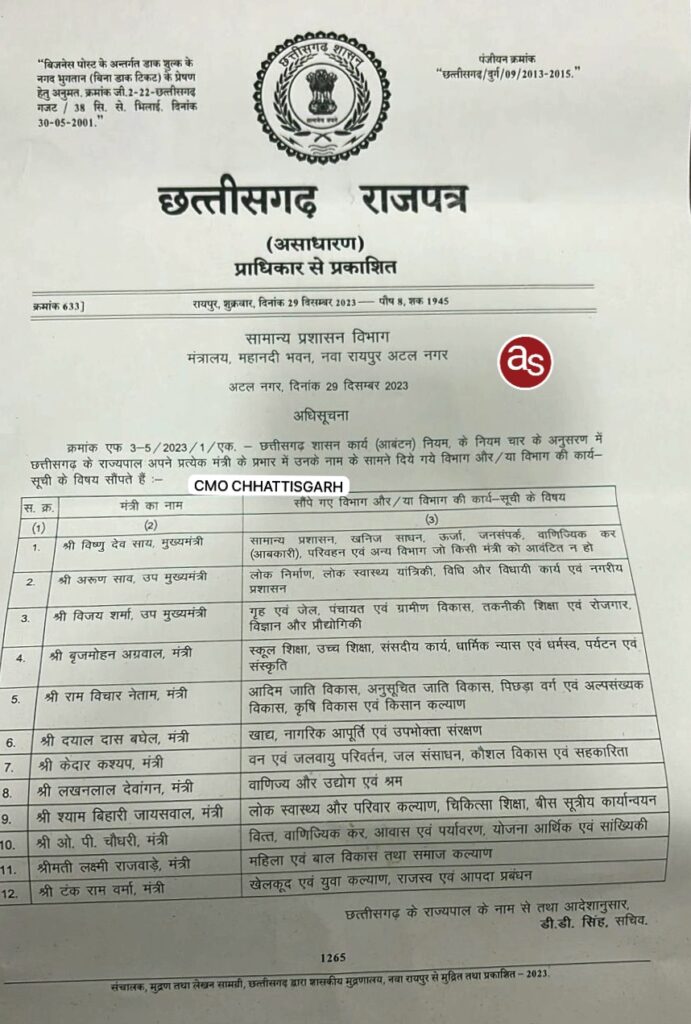 "बिजनेस पोस्ट के अन्तर्गत डाक शुल्क के
नगद भुगतान (बिना डाक टिकट) के प्रेषण
हेतु अनुमत. क्रमांक जी.2-22-छत्तीसगढ़
गजट / 38 सि. से. भिलाई. दिनांक
30-05-2001."
पंजीयन क्रमांक
"छत्तीसगढ़/दुर्ग/09/2013-2015."
छत्तीसगढ़ शासन
सत्यमेव जयते
छत्तीसगढ़ राजपत्र
(असाधारण)
प्राधिकार से प्रकाशित
क्रमांक 633]
रायपुर, शुक्रवार, दिनांक 29 दिसम्बर 2023 — पौष 8, शक 1945
सामान्य प्रशासन विभाग
मंत्रालय, महानदी भवन, नवा रायपुर अटल नगर
as
अटल नगर, दिनांक 29 दिसम्बर 2023
अधिसूचना
क्रमांक एफ 3-5/2023/1/एक. – छत्तीसगढ़ शासन कार्य (आबंटन) नियम, के नियम चार के अनुसरण में
छत्तीसगढ़ के राज्यपाल अपने प्रत्येक मंत्री के प्रभार में उनके नाम के सामने दिये गये विभाग और/या विभाग की कार्य–
सूची के विषय सौंपते हैं :–
CMO CHHATTISGARH
स. क्र. मंत्री का नाम सौंपे गए विभाग और/या विभाग की कार्य–सूची के विषय
(1) (2) (3)
1. श्री विष्णु देव साय, मुख्यमंत्री सामान्य प्रशासन, खनिज साधन, ऊर्जा, जनसंपर्क, वाणिज्यिक कर
(आबकारी), परिवहन एवं अन्य विभाग जो किसी मंत्री को आवंटित न हो
2. श्री अरूण साव, उप मुख्यमंत्री लोक निर्माण, लोक स्वास्थ्य यांत्रिकी, विधि और विधायी कार्य एवं नगरीय
प्रशासन
3. श्री विजय शर्मा, उप मुख्यमंत्री गृह एवं जेल, पंचायत एवं ग्रामीण विकास, तकनीकी शिक्षा एवं रोजगार,
विज्ञान और प्रौद्योगिकी
4. श्री बृजमोहन अग्रवाल, मंत्री स्कूल शिक्षा, उच्च शिक्षा, संसदीय कार्य, धार्मिक न्यास एवं धर्मस्व, पर्यटन एवं
संस्कृति
5. श्री राम विचार नेताम, मंत्री आदिम जाति विकास, अनुसूचित जाति विकास, पिछड़ा वर्ग एवं अल्पसंख्यक
विकास, कृषि विकास एवं किसान कल्याण
6. श्री दयाल दास बघेल, मंत्री खाद्य, नागरिक आपूर्ति एवं उपभोक्ता संरक्षण
7. श्री केदार कश्यप, मंत्री वन एवं जलवायु परिवर्तन, जल संसाधन, कौशल विकास एवं सहकारिता
8. श्री लखनलाल देवांगन, मंत्री वाणिज्य और उद्योग एवं श्रम
9. श्री श्याम बिहारी जायसवाल, मंत्री लोक स्वास्थ्य और परिवार कल्याण, चिकित्सा शिक्षा, बीस सूत्रीय कार्यान्वयन
10. श्री ओ. पी. चौधरी, मंत्री वित्त, वाणिज्यिक कर, आवास एवं पर्यावरण, योजना आर्थिक एवं सांख्यिकी
11. श्रीमती लक्ष्मी राजवाड़े, मंत्री महिला एवं बाल विकास तथा समाज कल्याण
12. श्री टंक राम वर्मा, मंत्री खेलकूद एवं युवा कल्याण, राजस्व एवं आपदा प्रबंधन
छत्तीसगढ़ के राज्यपाल के नाम से तथा आदेशानुसार,
डी.डी. सिंह, सचिव.
1265
संचालक, मुद्रण तथा लेखन सामग्री, छत्तीसगढ़ द्वारा शासकीय मुद्रणालय, नवा रायपुर से मुद्रित तथा प्रकाशित – 2023.